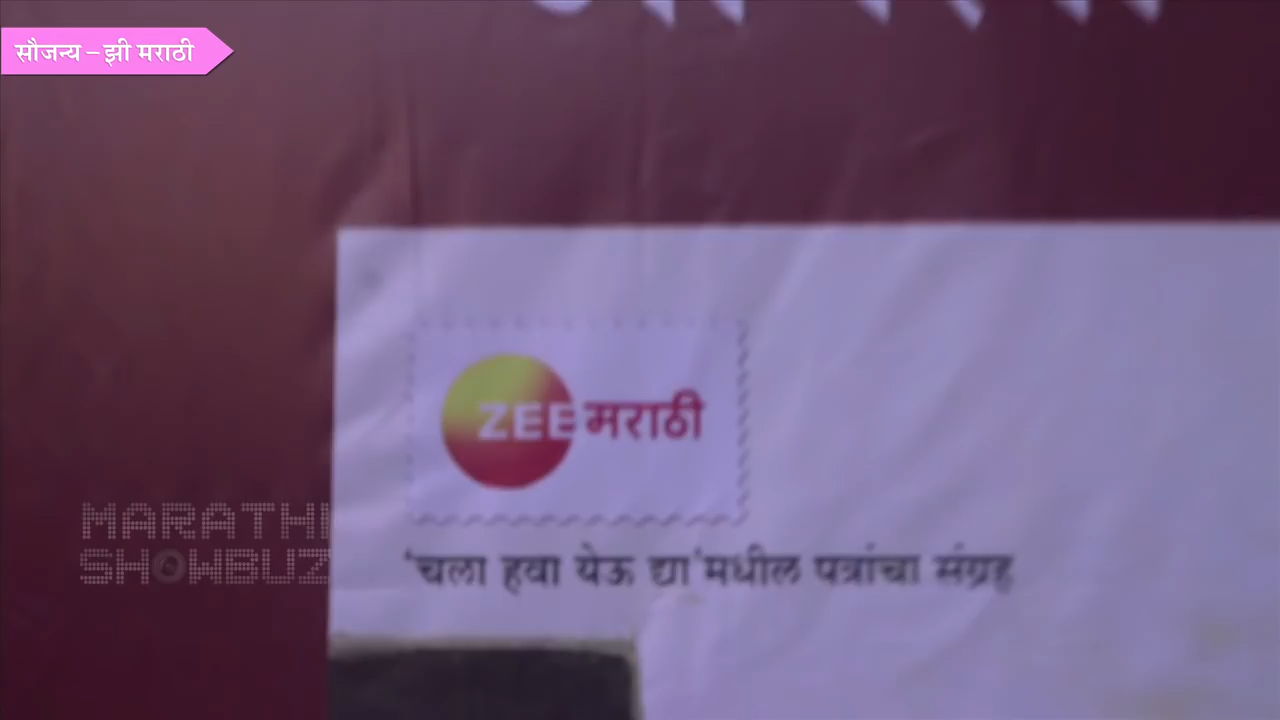 सौजन्य – झी मराठी
ZEE मराठी
'चला हवा येऊ द्या'मधील पत्रांचा संग्रह
MARATHI
SHOWBUZ